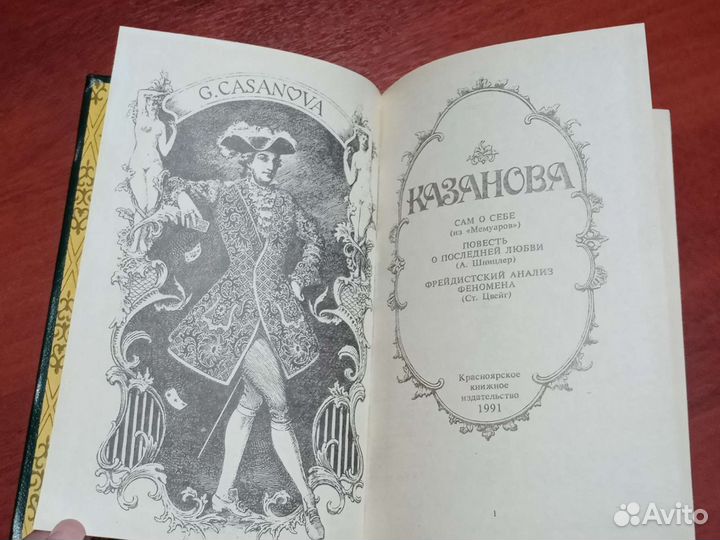 G. CASANOVA
КАЗАНОВА
САМ О СЕБЕ
(из «Мемуаров»)
ПОВЕСТЬ
О ПОСЛЕДНЕЙ ЛЮБВИ
(А. Шницлер)
ФРЕЙДИСТСКИЙ АНАЛИЗ
ФЕНОМЕНА
(Ст. Цвейг)
Красноярское
книжное
издательство
1991
1
Avito